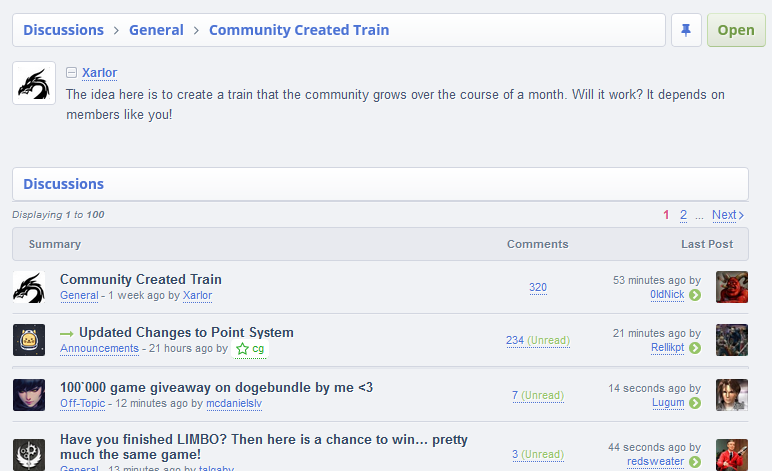 Discussions > General > Community Created Train
Open
Xarlor
The idea here is to create a train that the community grows over the course of a month. Will it work? It depends on
members like you!
Discussions
Displaying 1 to 100
1 2 ... Next
Summary Comments Last Post
Community Created Train
General - 1 week ago by Xarlor
320
53 minutes ago by
0ldNick
Updated Changes to Point System
Announcements - 21 hours ago by cg
234 (Unread)
21 minutes ago by
Rellikpt
100`000 game giveaway on dogebundle by me <3
Off-Topic - 12 minutes ago by mcdanielslv
7 (Unread)
14 seconds ago by
Lugum
Have you finished LIMBO? Then here is a chance to win... pretty
much the same game!
General - 13 minutes ago by talgaby
3 (Unread)
44 seconds ago by
redsweater